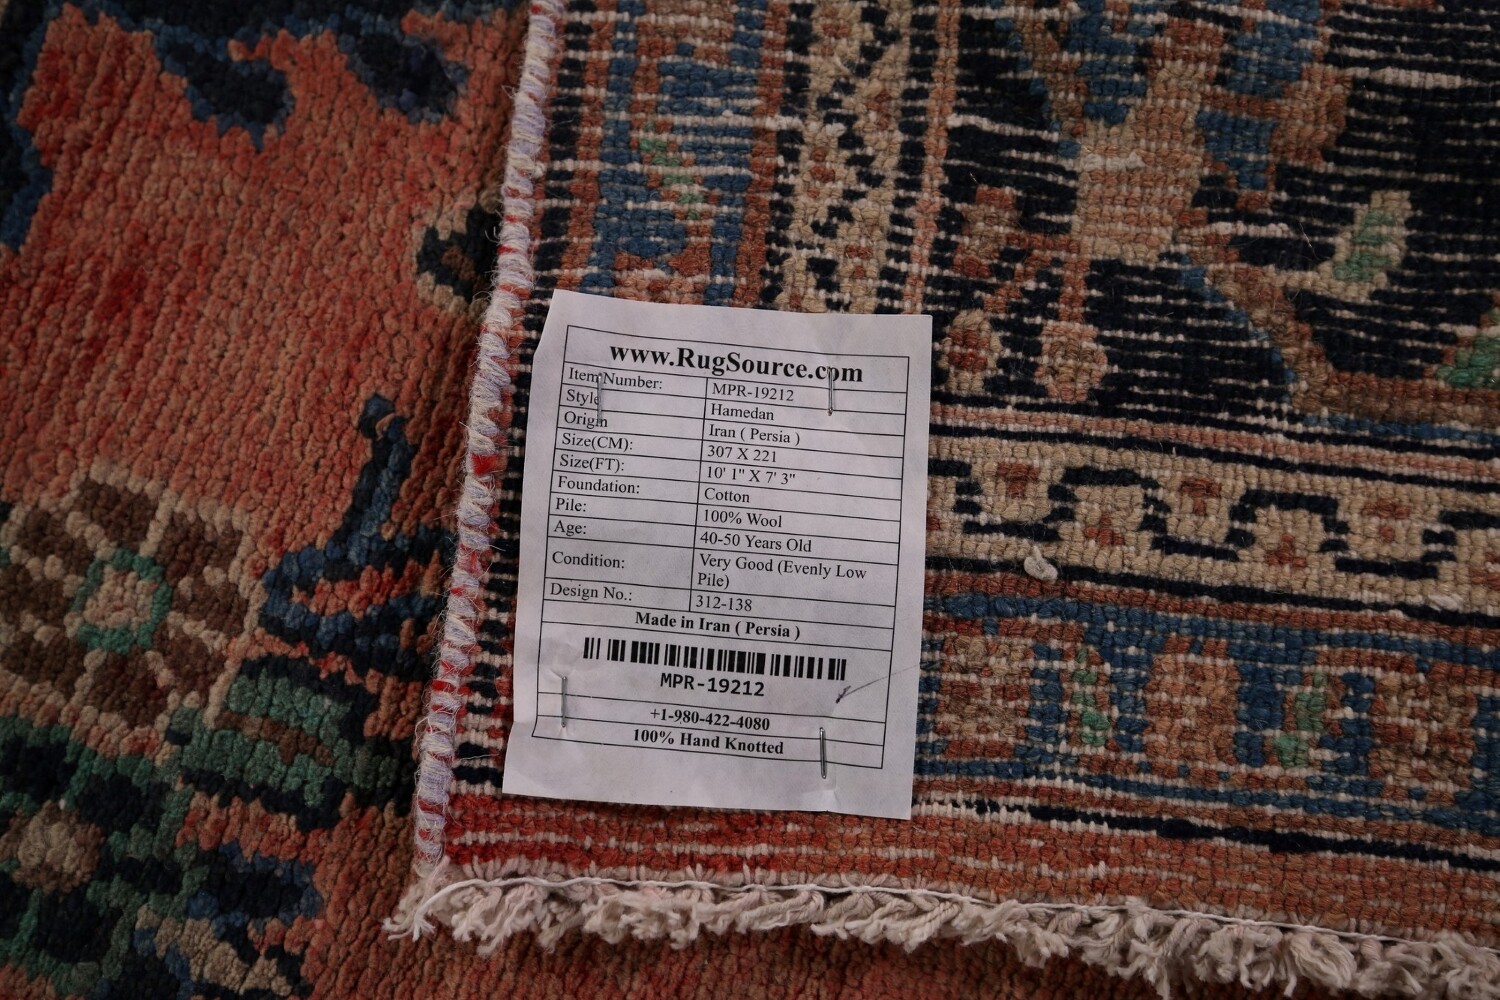 www.RugSource.com
Item Number: MPR-19212
Style Hamedan
Origin Iran ( Persia )
Size(CM): 307 X 221
Size(FT): 10' 1" X 7' 3"
Foundation: Cotton
Pile: 100% Wool
Age: 40-50 Years Old
Condition: Very Good (Evenly Low
Pile)
Design No.: 312-138
Made in Iran ( Persia )
MPR-19212
+1-980-422-4080
100% Hand Knotted